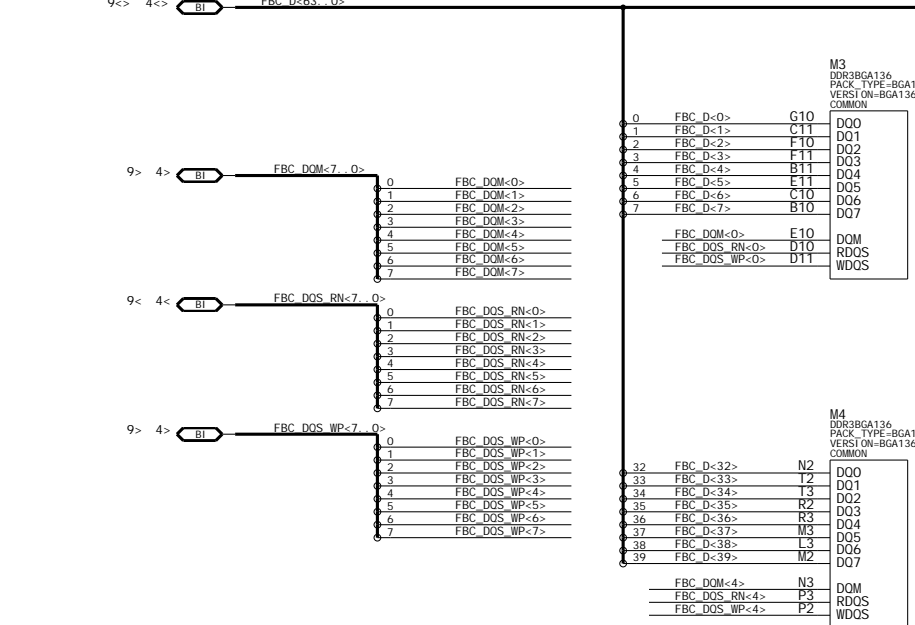 9<> 4<> BI FBC_D<63..0>
M3
DDR3BGA136
PACK_TYPE=BGA1
VERSION=BGA136
COMMON
0 FBC_D<0> G10 DQ0
1 FBC_D<1> C11 DQ1
2 FBC_D<2> F10 DQ2
3 FBC_D<3> F11 DQ3
4 FBC_D<4> B11 DQ4
5 FBC_D<5> E11 DQ5
6 FBC_D<6> C10 DQ6
7 FBC_D<7> B10 DQ7
FBC_DQM<0> E10 DQM
FBC_DQS_RN<0> D10 RDQS
FBC_DQS_WP<0> D11 WDQS
9> 4> BI FBC_DQM<7..0>
0 FBC_DQM<0>
1 FBC_DQM<1>
2 FBC_DQM<2>
3 FBC_DQM<3>
4 FBC_DQM<4>
5 FBC_DQM<5>
6 FBC_DQM<6>
7 FBC_DQM<7>
9< 4< BI FBC_DQS_RN<7..0>
0 FBC_DQS_RN<0>
1 FBC_DQS_RN<1>
2 FBC_DQS_RN<2>
3 FBC_DQS_RN<3>
4 FBC_DQS_RN<4>
5 FBC_DQS_RN<5>
6 FBC_DQS_RN<6>
7 FBC_DQS_RN<7>
9> 4> BI FBC_DQS_WP<7..0>
0 FBC_DQS_WP<0>
1 FBC_DQS_WP<1>
2 FBC_DQS_WP<2>
3 FBC_DQS_WP<3>
4 FBC_DQS_WP<4>
5 FBC_DQS_WP<5>
6 FBC_DQS_WP<6>
7 FBC_DQS_WP<7>
M4
DDR3BGA136
PACK_TYPE=BGA1
VERSION=BGA136
COMMON
32 FBC_D<32> N2 DQ0
33 FBC_D<33> T2 DQ1
34 FBC_D<34> T3 DQ2
35 FBC_D<35> R2 DQ3
36 FBC_D<36> R3 DQ4
37 FBC_D<37> M3 DQ5
38 FBC_D<38> L3 DQ6
39 FBC_D<39> M2 DQ7
FBC_DQM<4> N3 DQM
FBC_DQS_RN<4> P3 RDQS
FBC_DQS_WP<4> P2 WDQS